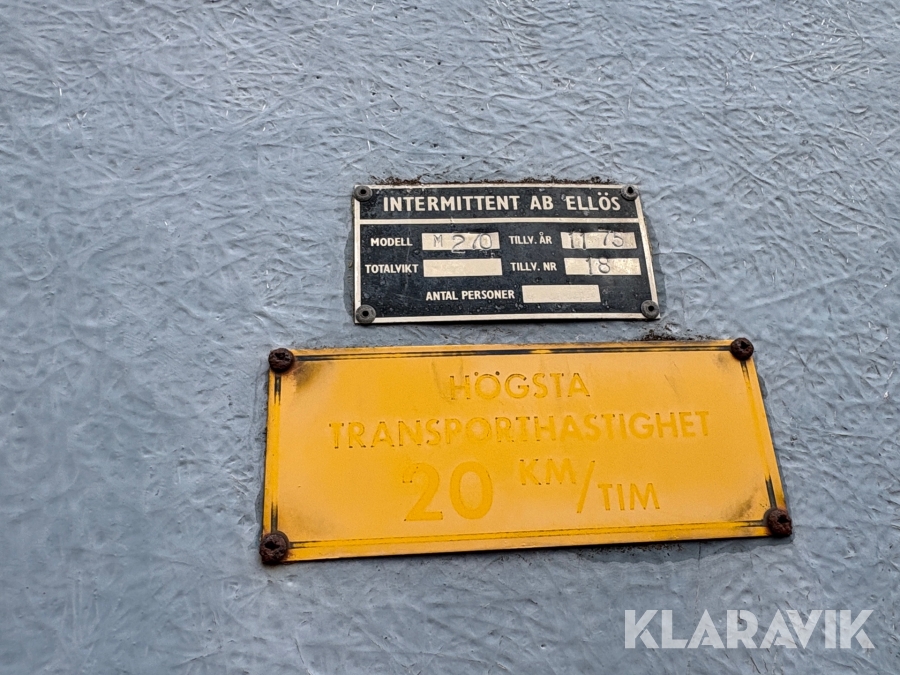 INTERMITTENT AB ELLÖS
MODELL M 270 TILLV. ÅR 11 75
TOTALVIKT TILLV. NR 18
ANTAL PERSONER
HÖGSTA
TRANSPORTHASTIGHET
20 KM/TIM
KLARAVIK